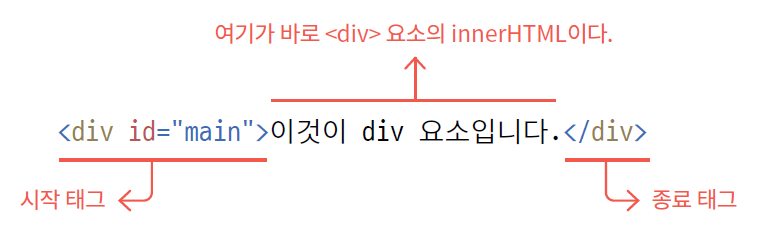 여기가 바로 <div> 요소의 innerHTML이다.
<div id="main">이것이 div 요소입니다.</div>
시작 태그
종료 태그